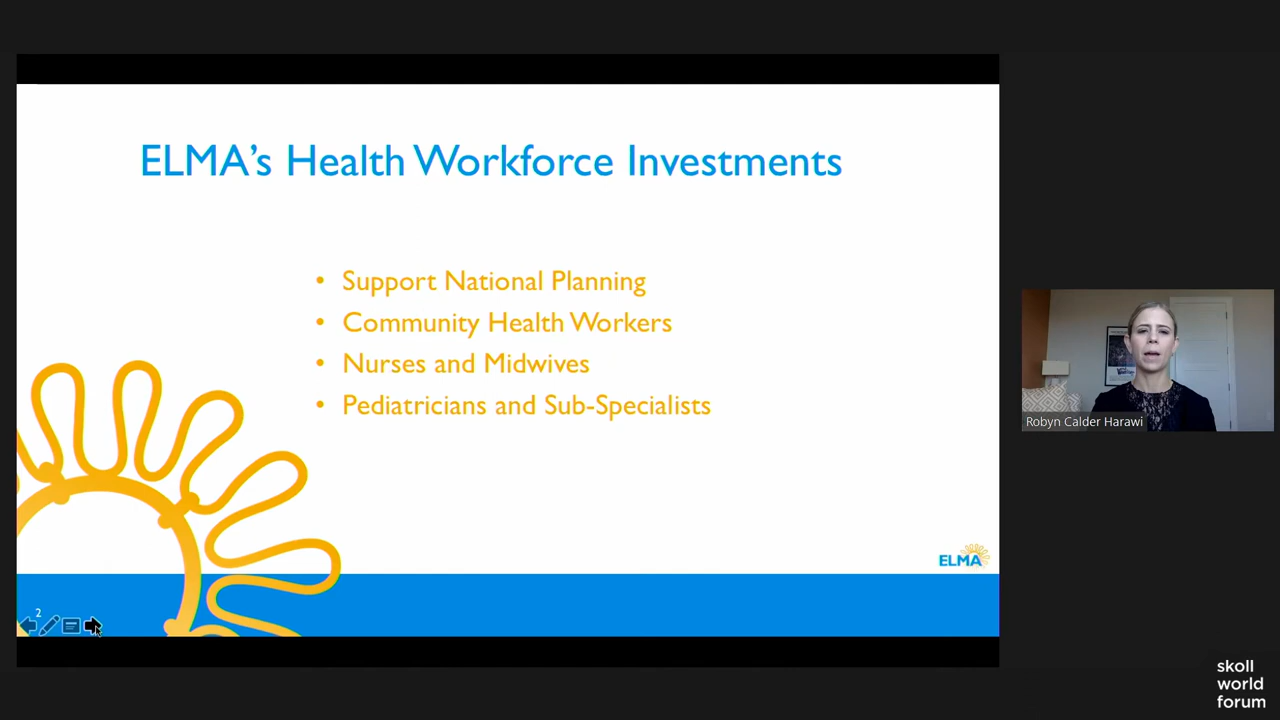 ELMA's Health Workforce Investments
• Support National Planning
• Community Health Workers
• Nurses and Midwives
• Pediatricians and Sub-Specialists
ELMA
2
Robyn Calder Harawi
skoll
world
forum